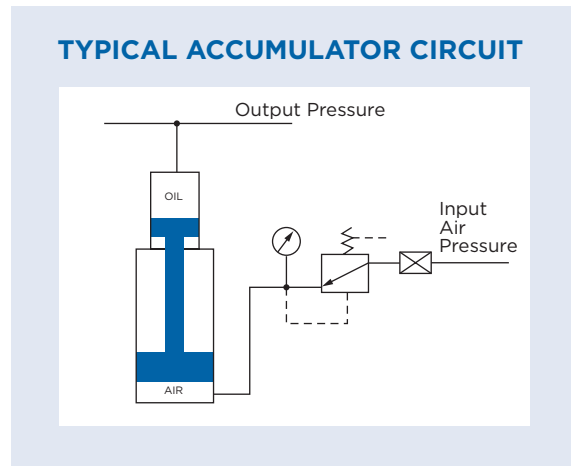 TYPICAL ACCUMULATOR CIRCUIT
Output Pressure
OIL
Input
Air
Pressure
AIR